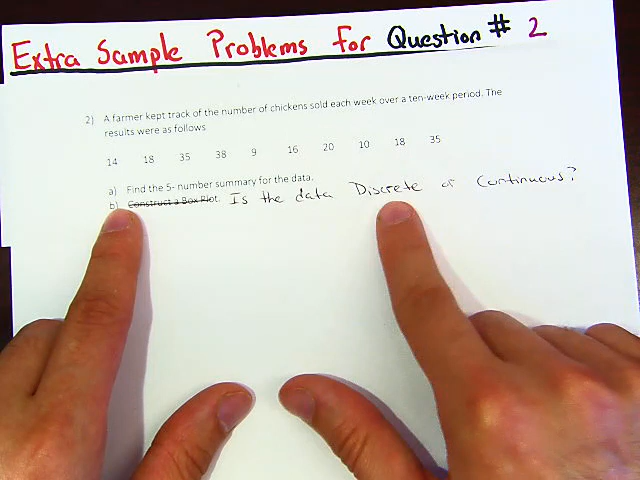 Extra Sample Problems for Question # 2
2) A farmer kept track of the number of chickens sold each week over a ten-week period. The
results were as follows
14 18 35 38 9 16 20 10 18 35
a) Find the 5- number summary for the data.
b) Construct a Box Plot. Is the data Discrete or Continuous?